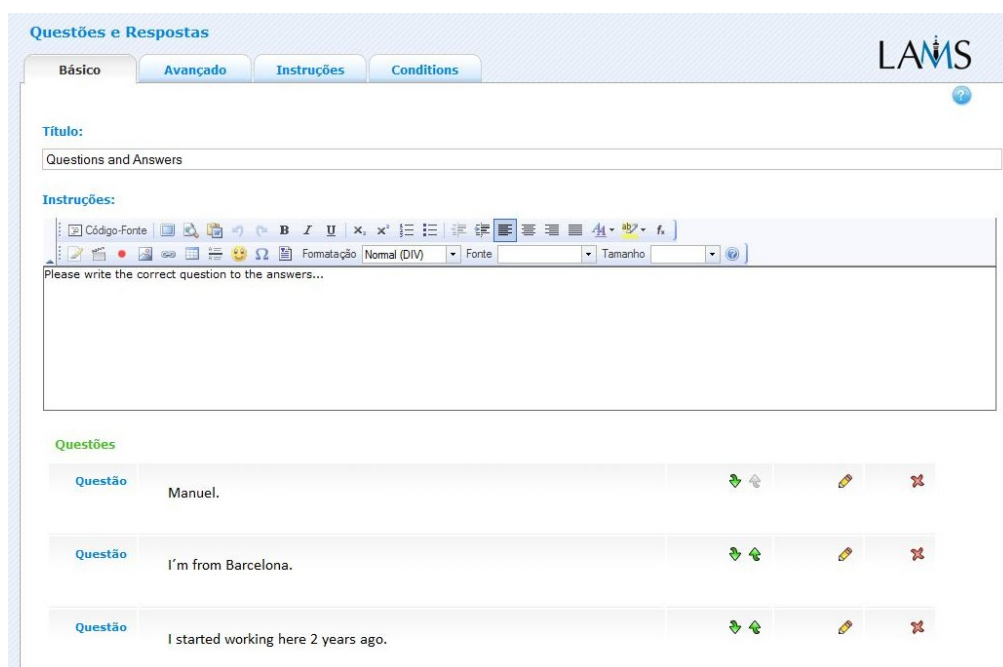 Questões e Respostas
LAMS
Básico Avançado Instruções Conditions
?
Título:
Questions and Answers
Instruções:
Código-Fonte B I U x₂ x²
Formatação Normal (DIV) Fonte Tamanho
Please write the correct question to the answers...
Questões
Questão Manuel.
Questão I´m from Barcelona.
Questão I started working here 2 years ago.